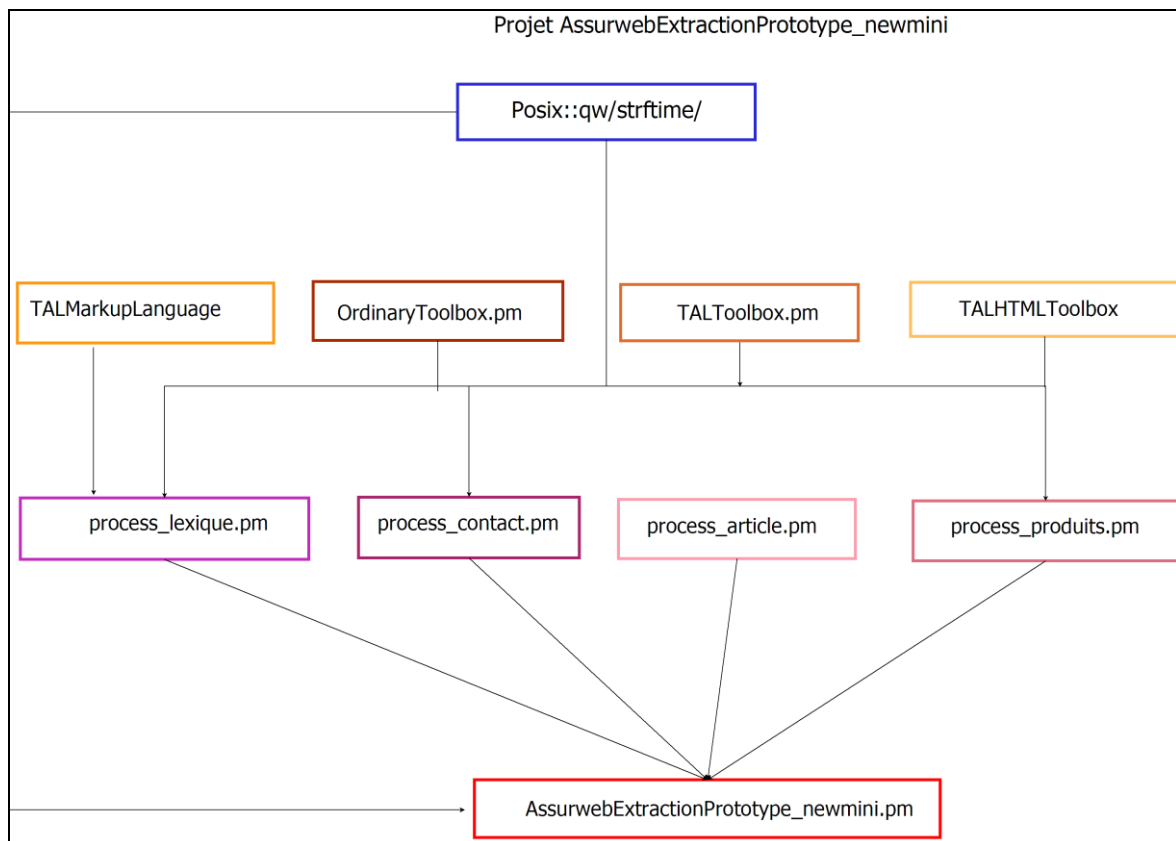 Projet AssurwebExtractionPrototype_newmini
Posix::qw/strftime/
TALMarkupLanguage
OrdinaryToolbox.pm
TALToolbox.pm
TALHTMLToolbox
process_lexique.pm
process_contact.pm
process_article.pm
process_produits.pm
AssurwebExtractionPrototype_newmini.pm